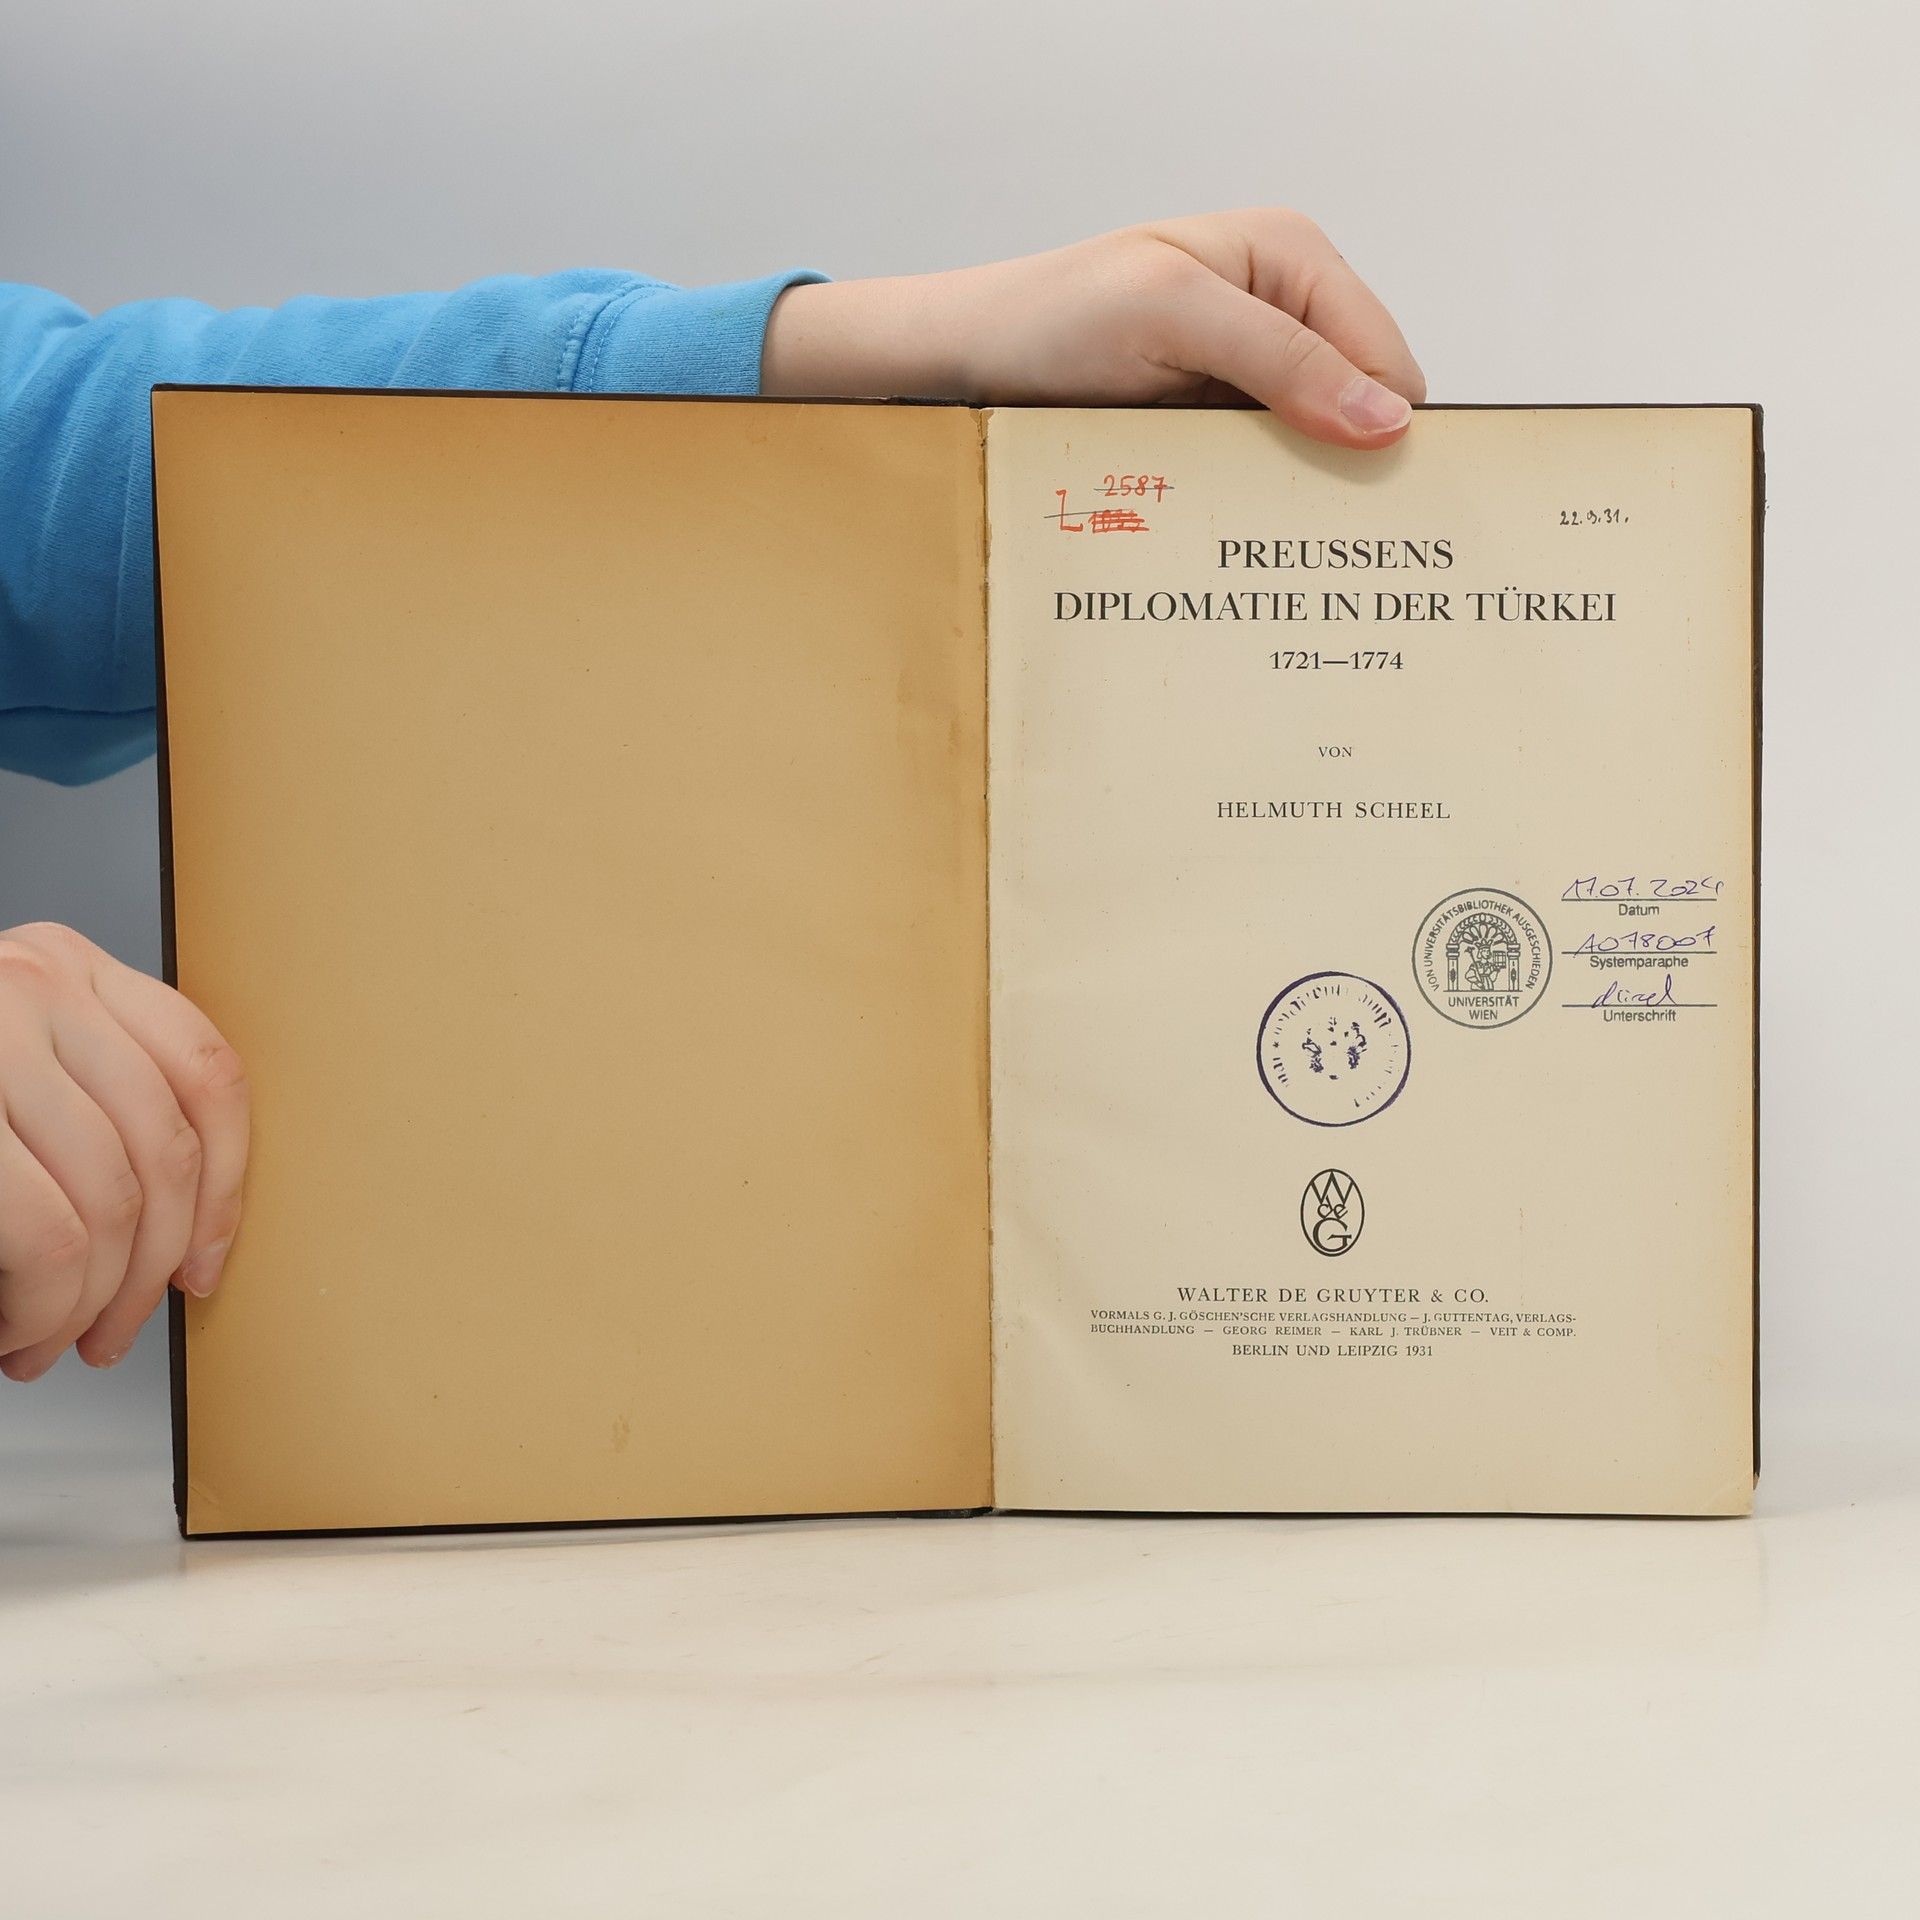 2587
L
22.9.31.
PREUSSENS
DIPLOMATIE IN DER TÜRKEI
1721—1774
VON
HELMUTH SCHEEL
17.07.2024
Datum
VON UNIVERSITÄTSBIBLIOTHEK AUSGESCHIEDEN
UNIVERSITÄT
WIEN
A078007
Systemparaphe
Unterschrift
W
de
G
WALTER DE GRUYTER & CO.
VORMALS G. J. GÖSCHEN'SCHE VERLAGSHANDLUNG — J. GUTTENTAG, VERLAGS-
BUCHHANDLUNG — GEORG REIMER — KARL J. TRÜBNER — VEIT & COMP.
BERLIN UND LEIPZIG 1931